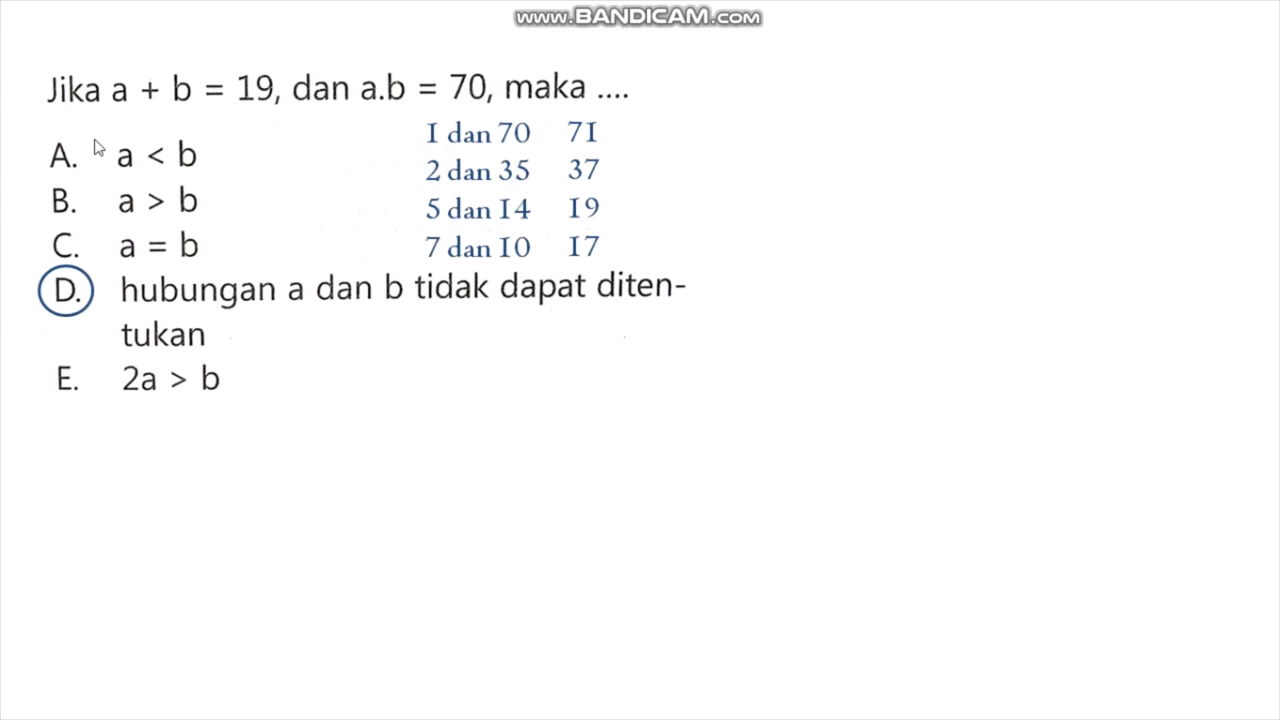 www.BANDICAM.com
Jika a + b = 19, dan a.b = 70, maka ....
1 dan 70 71
A. a < b
2 dan 35 37
B. a > b
5 dan 14 19
C. a = b
7 dan 10 17
D. hubungan a dan b tidak dapat diten-
tukan
E. 2a > b